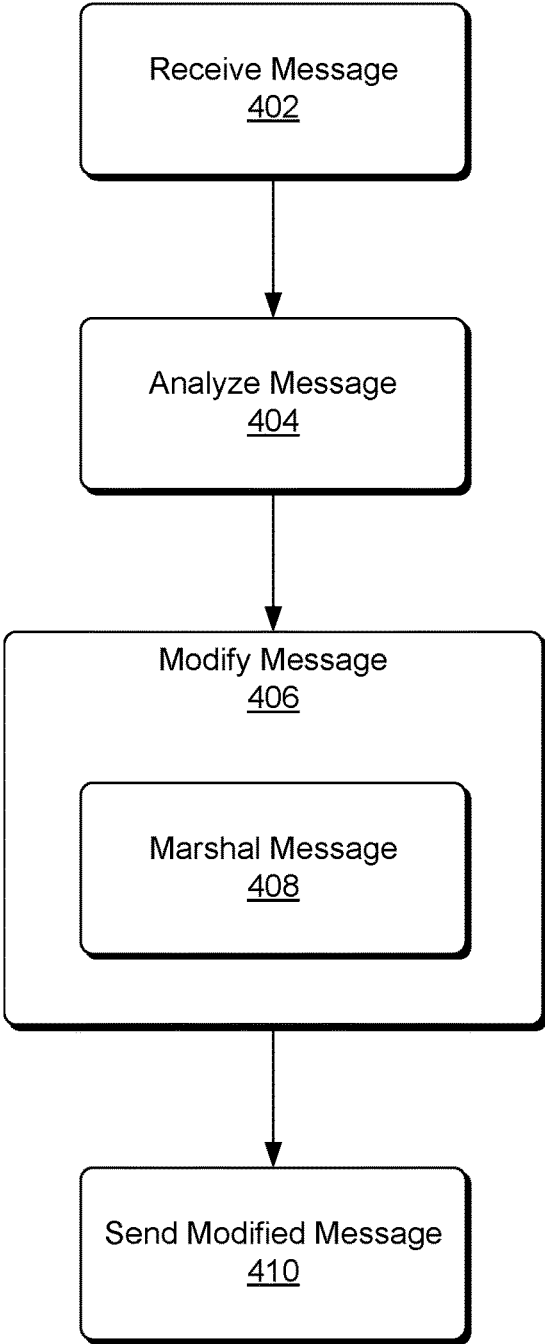 Receive Message
402
Analyze Message
404
Modify Message
406
Marshal Message
408
Send Modified Message
410